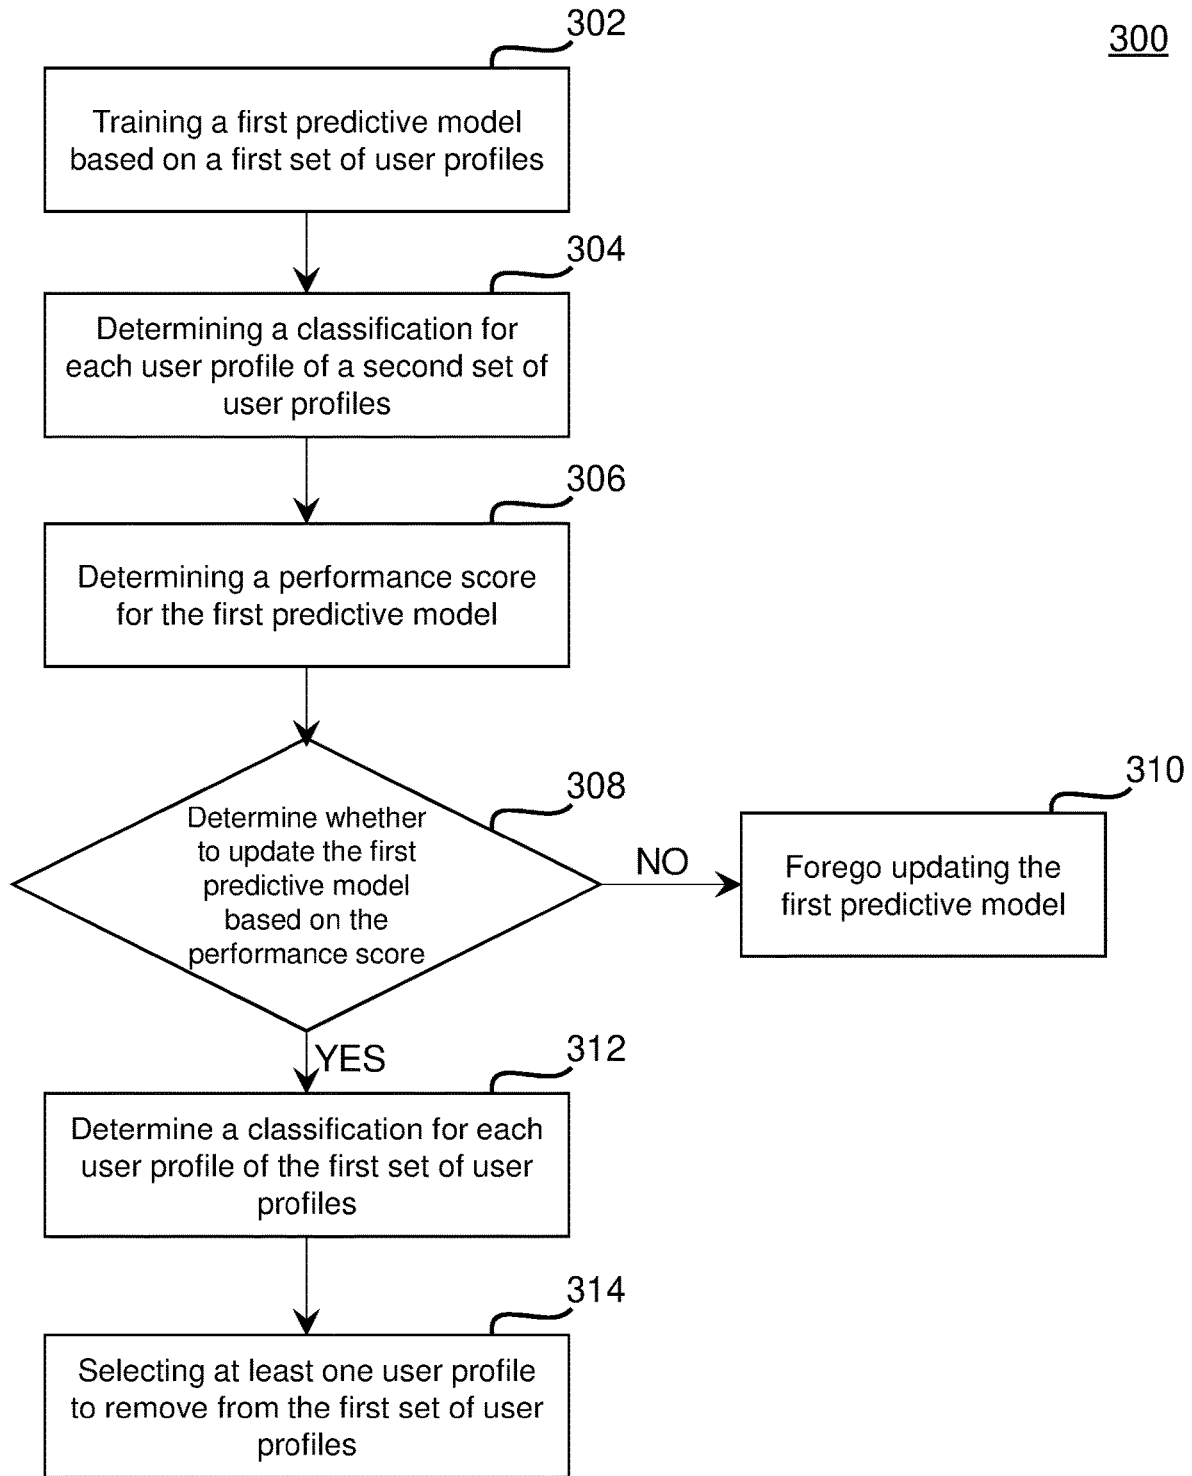 302
300
Training a first predictive model
based on a first set of user profiles
304
Determining a classification for
each user profile of a second set of
user profiles
306
Determining a performance score
for the first predictive model
308
Determine whether
to update the first
predictive model
based on the
performance score
NO
310
Forego updating the
first predictive model
YES
312
Determine a classification for each
user profile of the first set of user
profiles
314
Selecting at least one user profile
to remove from the first set of user
profiles